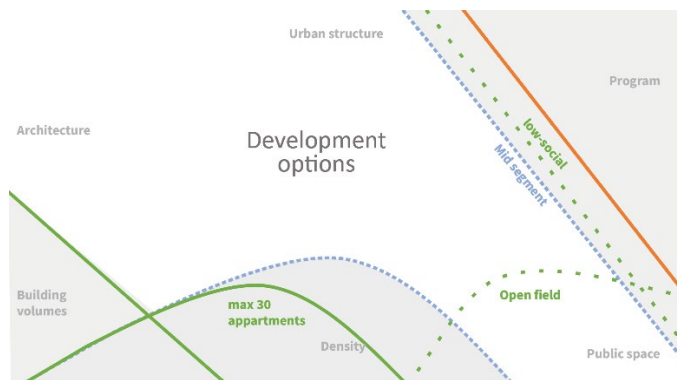 Urban structure
Program
Architecture
Development
options
low-social
Mid segment
Building
volumes
max 30
appartments
Open field
Density
Public space